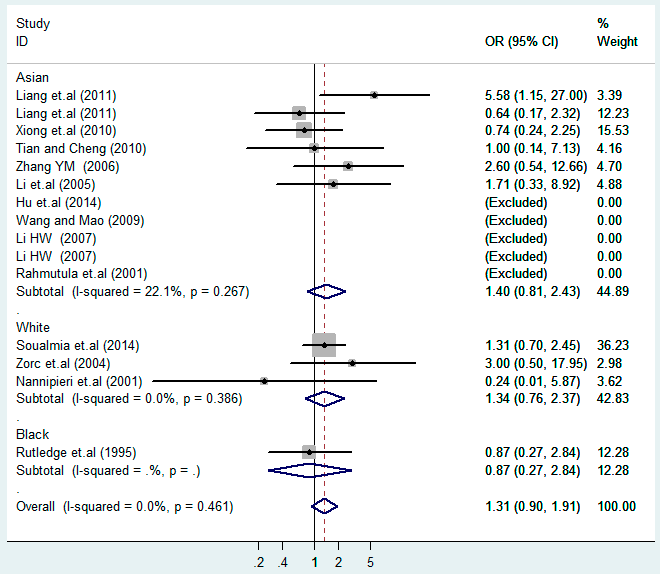 Study %
ID OR (95% CI) Weight
Asian
Liang et.al (2011) 5.58 (1.15, 27.00) 3.39
Liang et.al (2011) 0.64 (0.17, 2.32) 12.23
Xiong et.al (2010) 0.74 (0.24, 2.25) 15.53
Tian and Cheng (2010) 1.00 (0.14, 7.13) 4.16
Zhang YM (2006) 2.60 (0.54, 12.66) 4.70
Li et.al (2005) 1.71 (0.33, 8.92) 4.88
Hu et.al (2014) (Excluded) 0.00
Wang and Mao (2009) (Excluded) 0.00
Li HW (2007) (Excluded) 0.00
Li HW (2007) (Excluded) 0.00
Rahmutula et.al (2001) (Excluded) 0.00
Subtotal (I-squared = 22.1%, p = 0.267) 1.40 (0.81, 2.43) 44.89
.
White
Soualmia et.al (2014) 1.31 (0.70, 2.45) 36.23
Zorc et.al (2004) 3.00 (0.50, 17.95) 2.98
Nannipieri et.al (2001) 0.24 (0.01, 5.87) 3.62
Subtotal (I-squared = 0.0%, p = 0.386) 1.34 (0.76, 2.37) 42.83
.
Black
Rutledge et.al (1995) 0.87 (0.27, 2.84) 12.28
Subtotal (I-squared = .%, p = .) 0.87 (0.27, 2.84) 12.28
.
Overall (I-squared = 0.0%, p = 0.461) 1.31 (0.90, 1.91) 100.00
.2 .4 1 2 5